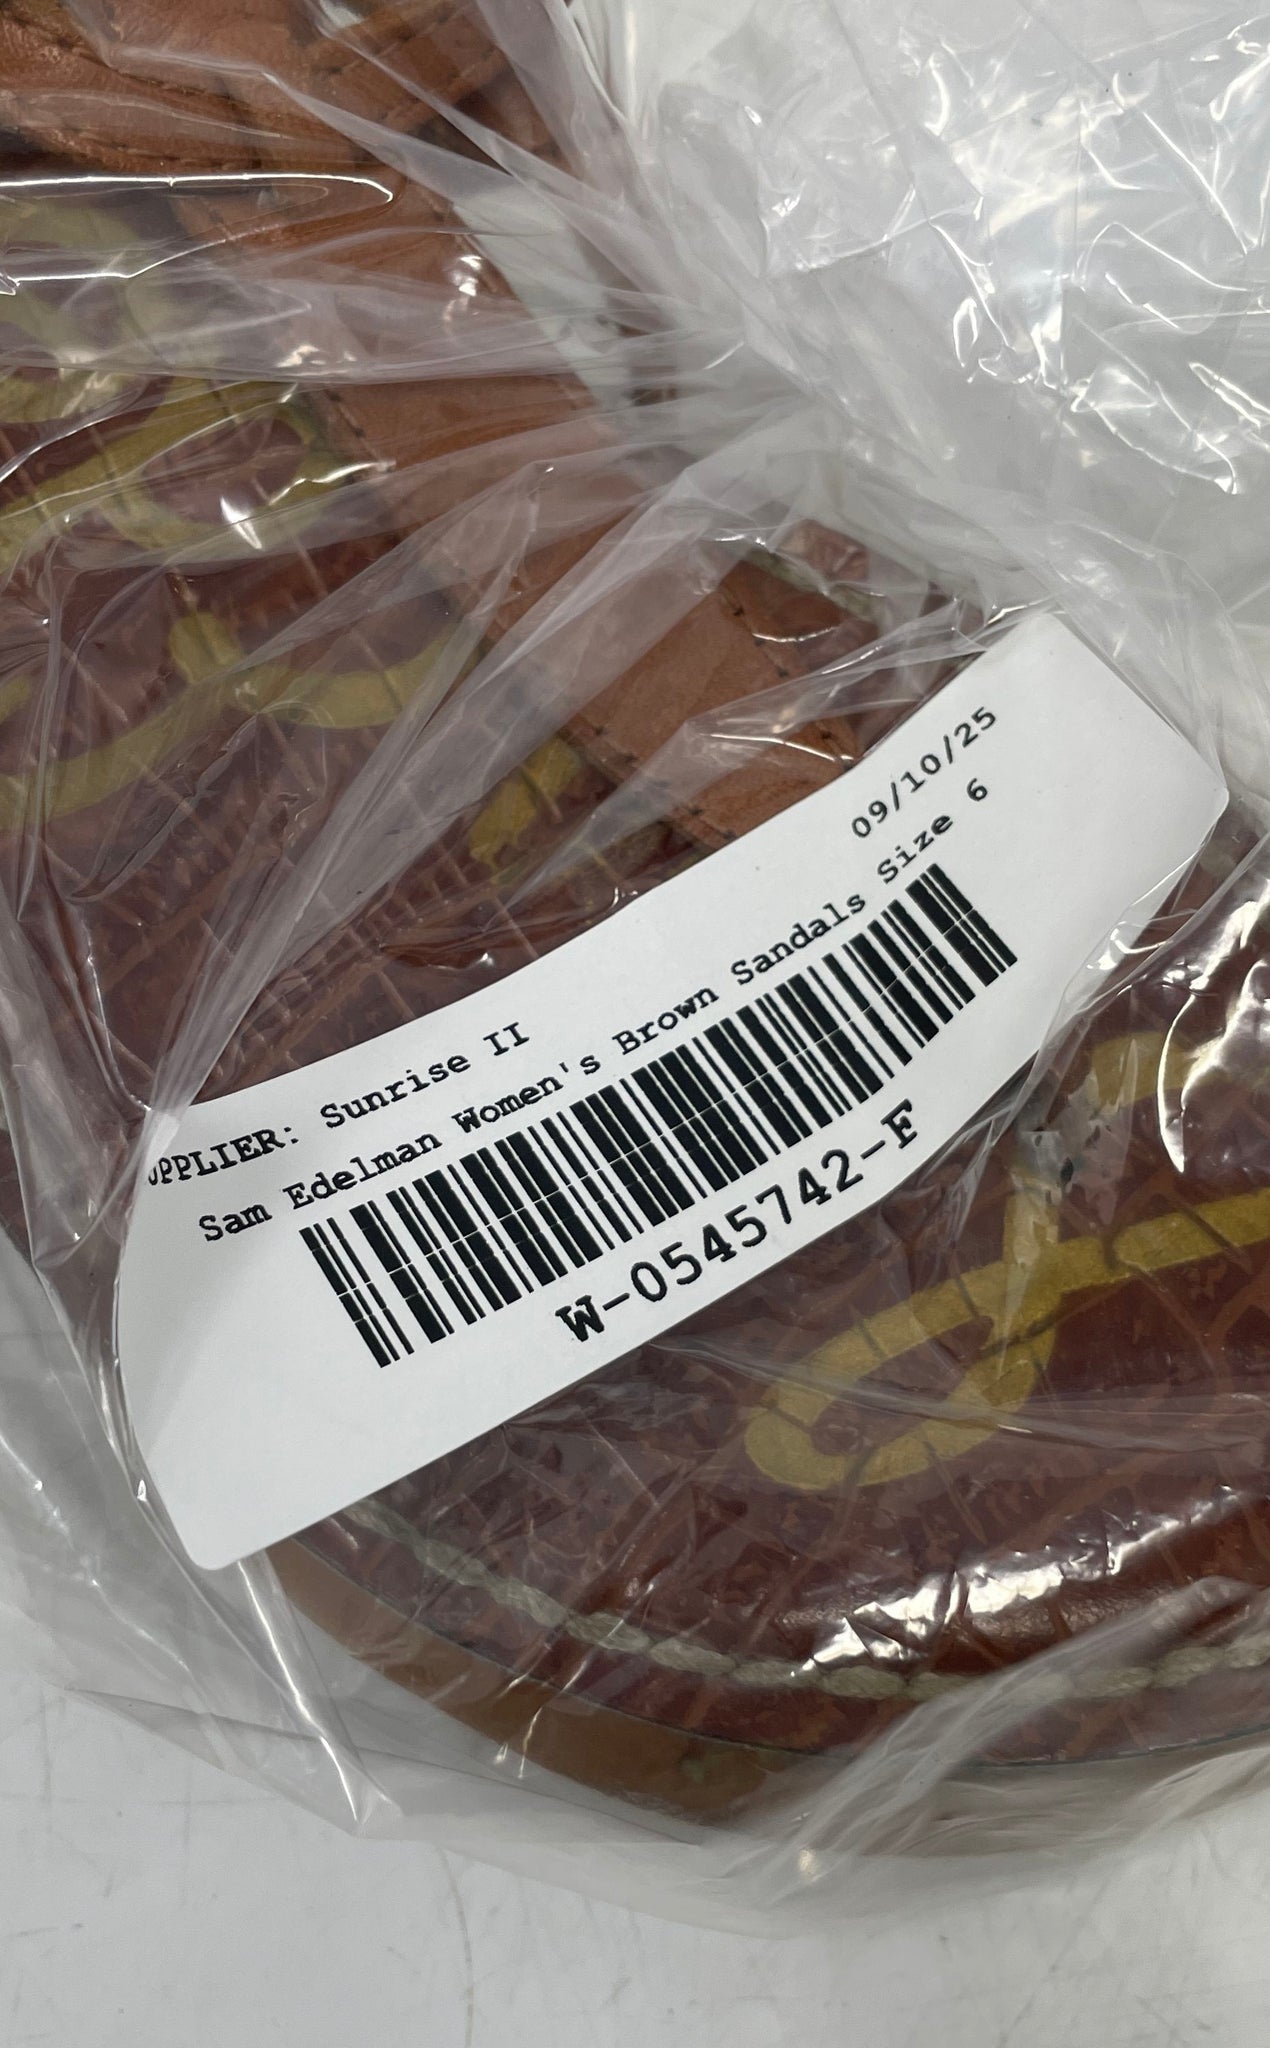 09/10/25
UPPLIER: Sunrise II
Sam Edelman Women's Brown Sandals Size 6
W-0545742-F